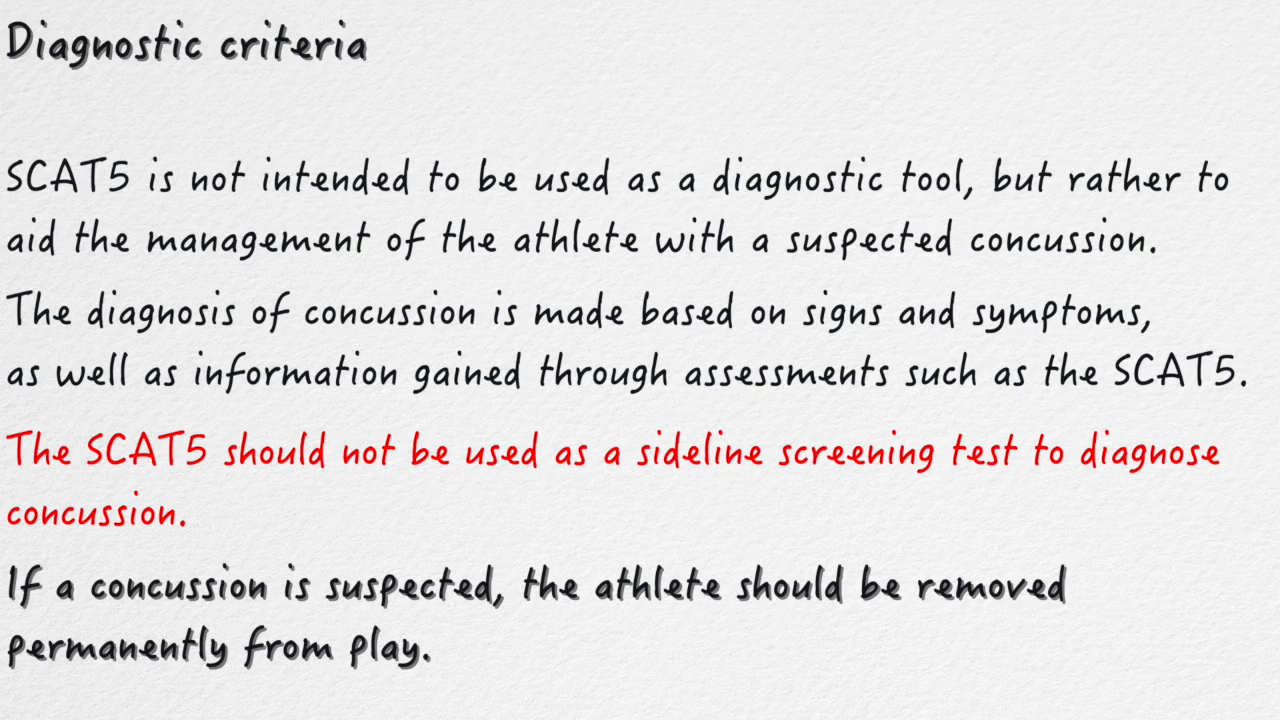 Diagnostic criteria
SCAT5 is not intended to be used as a diagnostic tool, but rather to
aid the management of the athlete with a suspected concussion.
The diagnosis of concussion is made based on signs and symptoms,
as well as information gained through assessments such as the SCAT5.
The SCAT5 should not be used as a sideline screening test to diagnose
concussion.
If a concussion is suspected, the athlete should be removed
permanently from play.